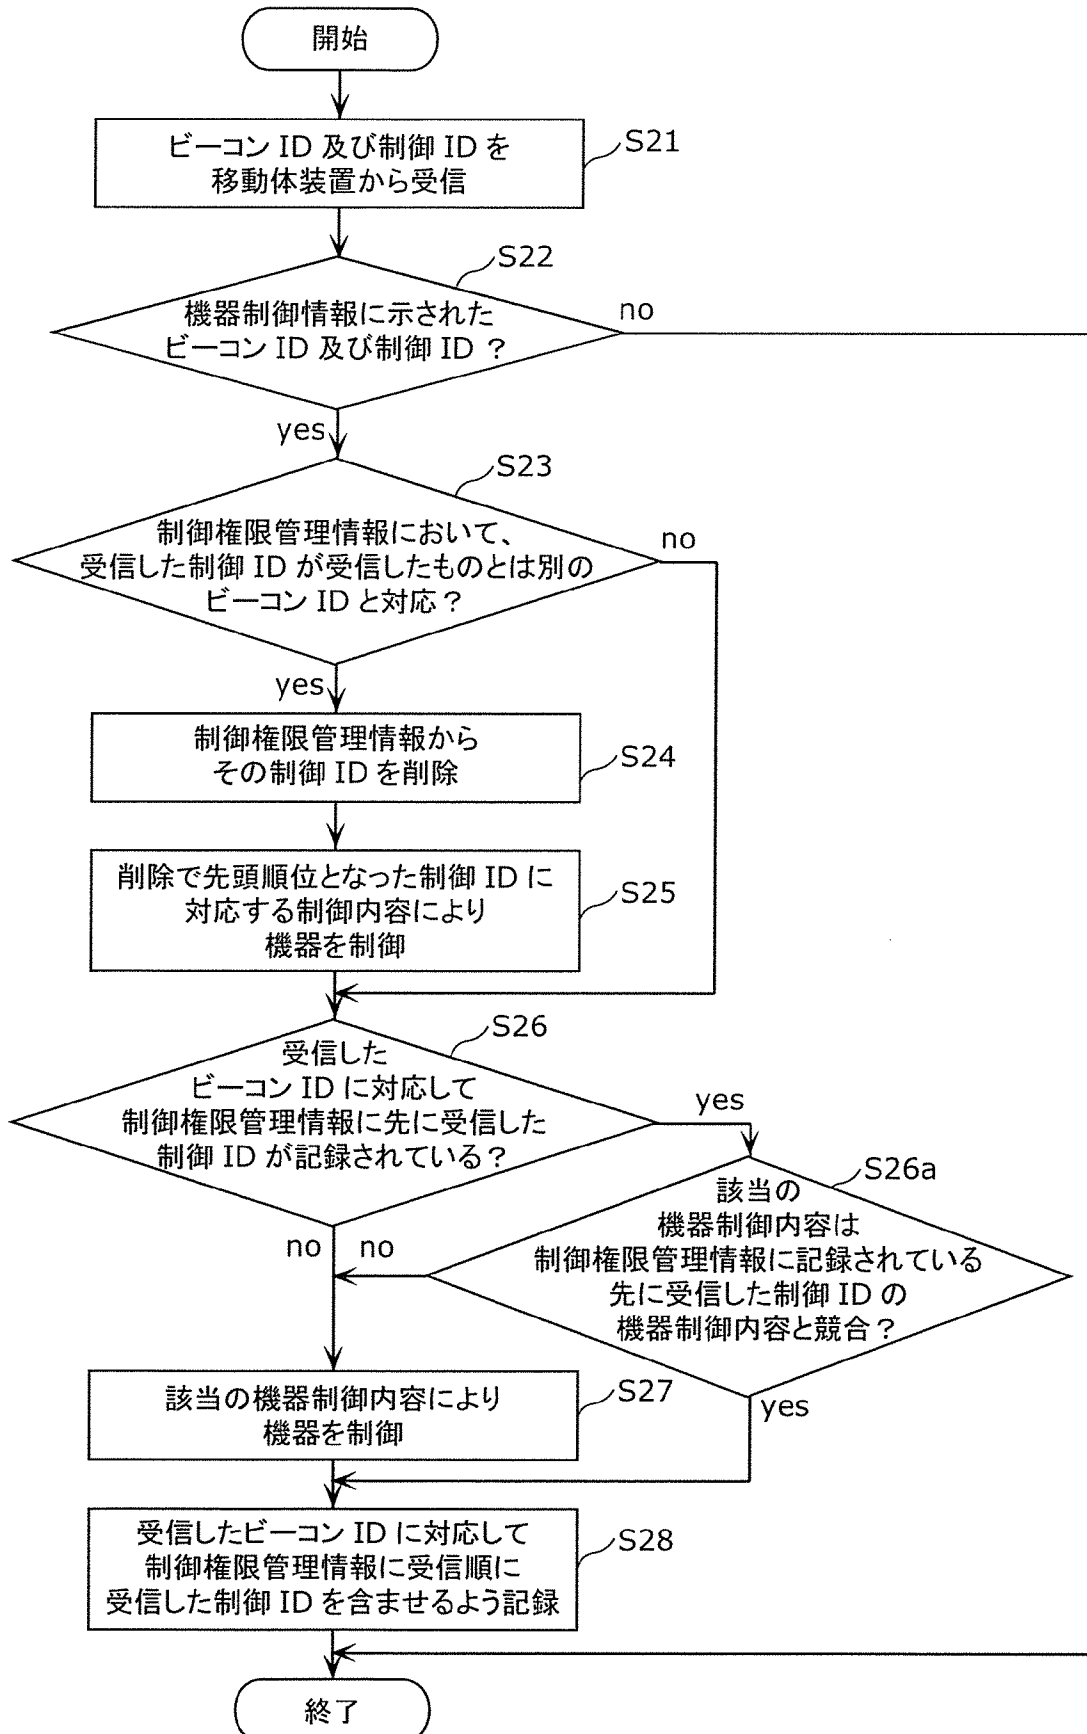 開始
ビーコン ID 及び制御 ID を
移動体装置から受信
S21
S22
機器制御情報に示された
ビーコン ID 及び制御 ID ?
no
yes
S23
制御権限管理情報において、
受信した制御 ID が受信したものとは別の
ビーコン ID と対応?
no
yes
制御権限管理情報から
その制御 ID を削除
S24
削除で先頭順位となった制御 ID に
対応する制御内容により
機器を制御
S25
S26
受信した
ビーコン ID に対応して
制御権限管理情報に先に受信した
制御 ID が記録されている?
yes
S26a
該当の
機器制御内容は
制御権限管理情報に記録されている
先に受信した制御 ID の
機器制御内容と競合?
no
no
yes
該当の機器制御内容により
機器を制御
S27
受信したビーコン ID に対応して
制御権限管理情報に受信順に
受信した制御 ID を含ませるよう記録
S28
終了